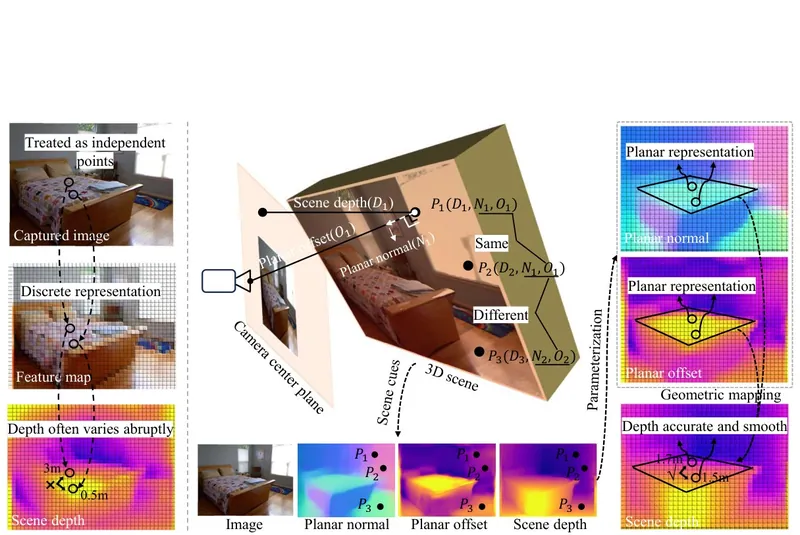 Treated as independent
points
Captured image
Discrete representation
Feature map
Depth often varies abruptly
3m
0.5m
Scene depth
Scene depth(D₁)
Planar offset(O₁)
Planar normal(N₁)
P₁(D₁, N₁, O₁)
Same
P₂(D₂, N₁, O₁)
Different
P₃(D₃, N₂, O₂)
Camera center plane
3D scene
Scene cues
Parameterization
P₁
P₂
P₃
P₁
P₂
P₃
P₁
P₂
P₃
Image
Planar normal
Planar offset
Scene depth
Planar representation
Planar normal
Planar representation
Planar offset
Geometric mapping
Depth accurate and smooth
1.5m
Scene depth